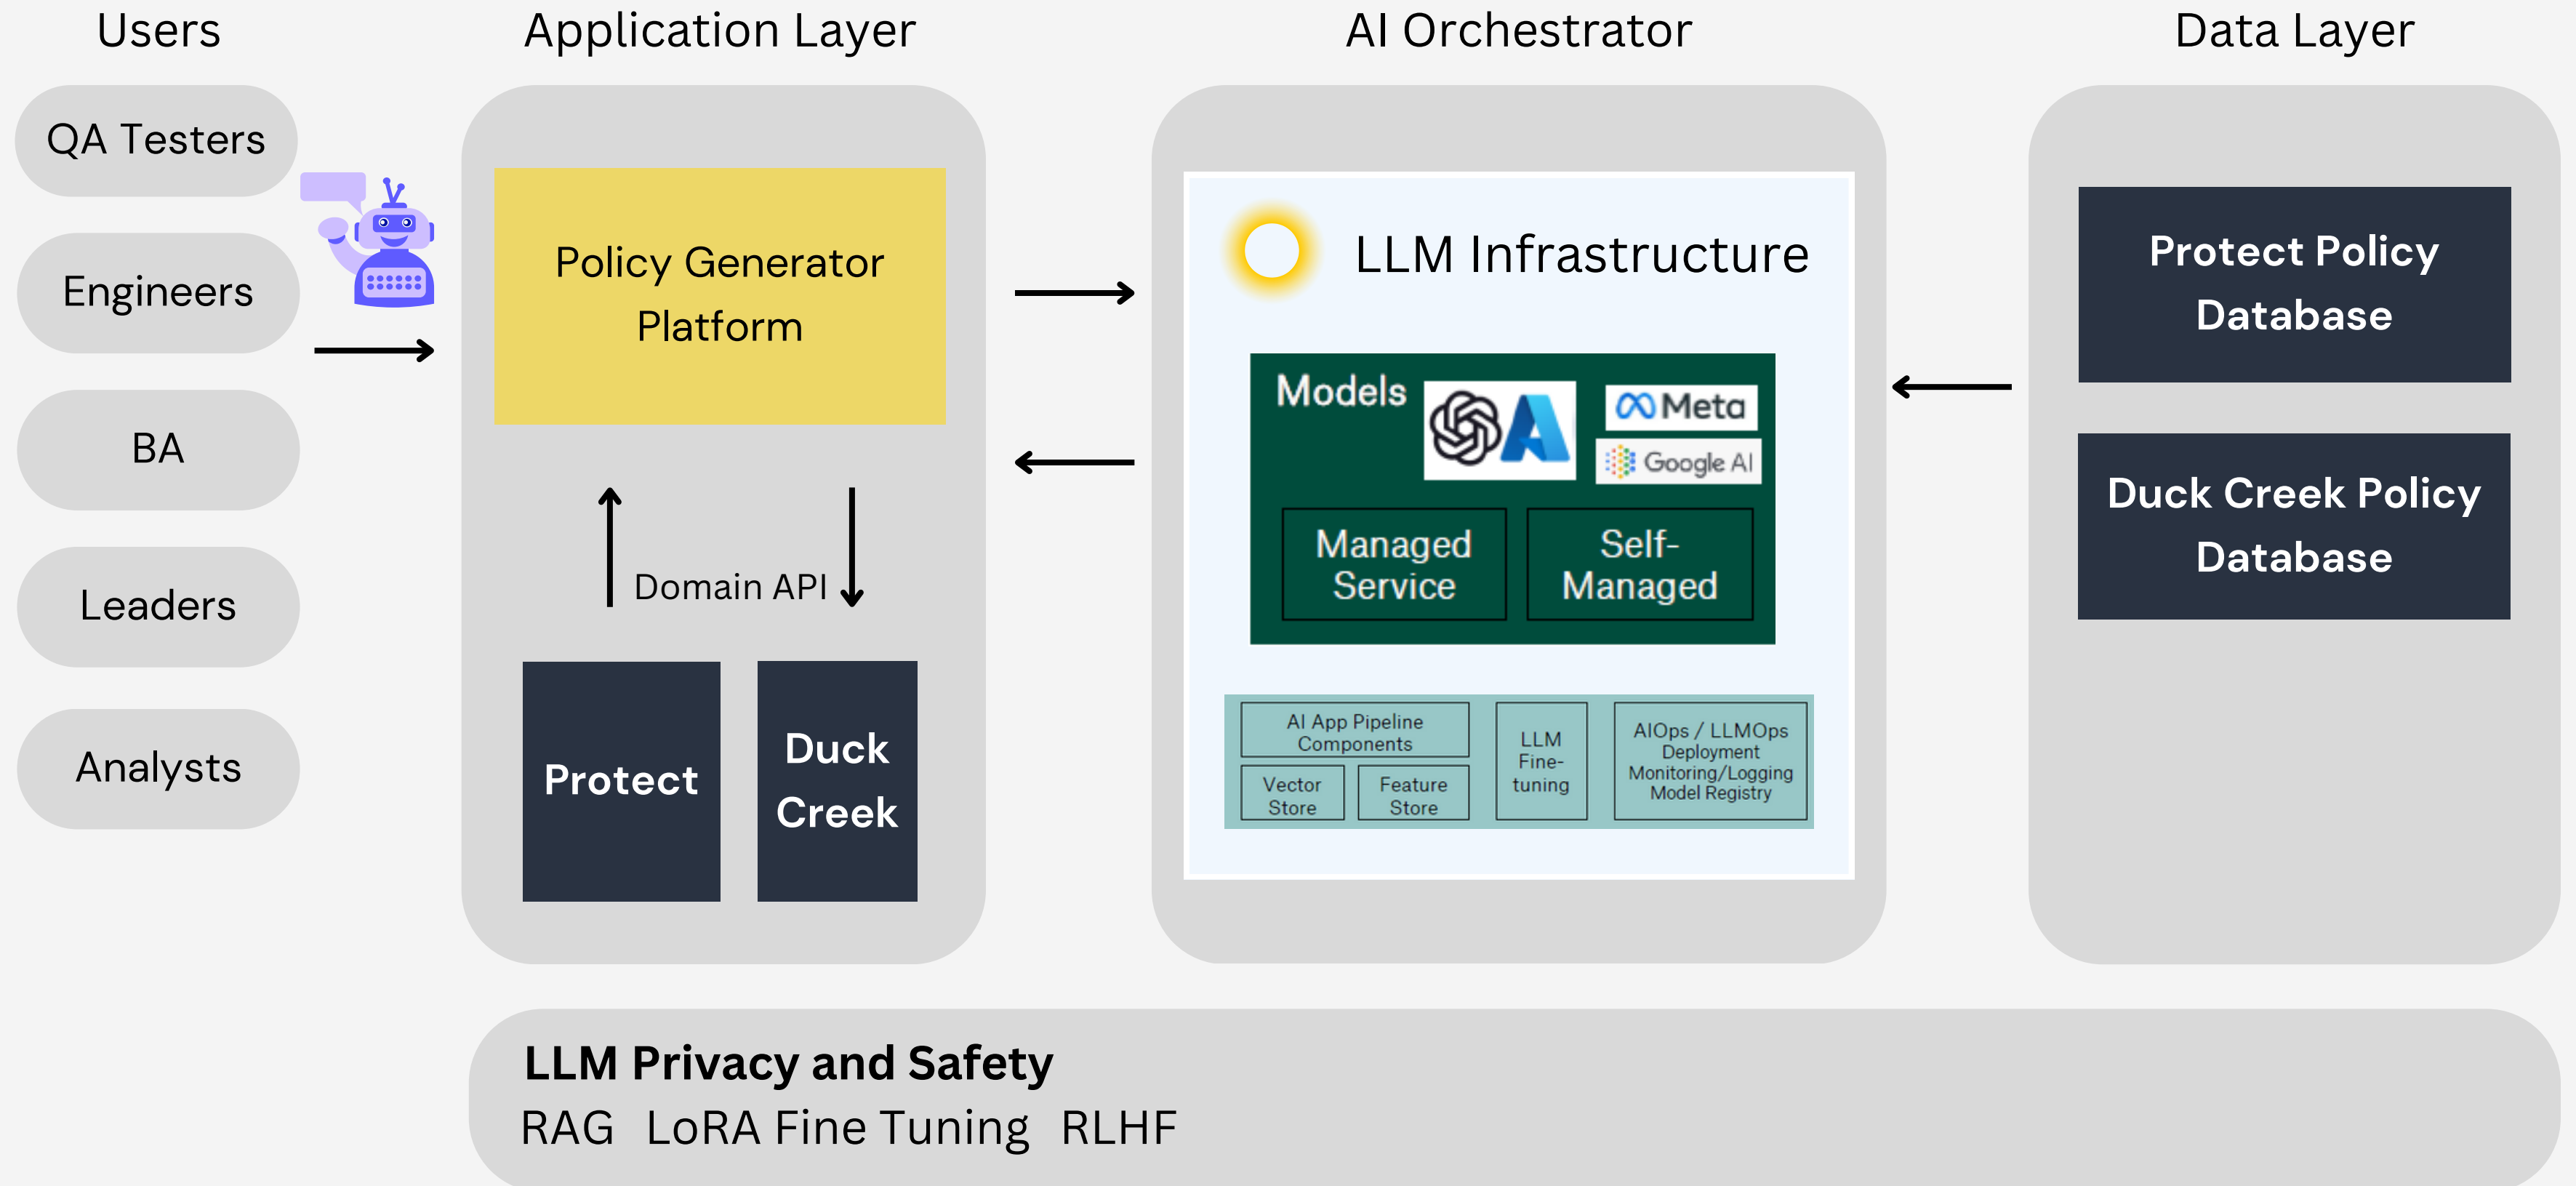 Users
QA Testers
Engineers
BA
Leaders
Analysts
Application Layer
Policy Generator
Platform
Domain API
Protect
Duck
Creek
AI Orchestrator
LLM Infrastructure
Models
Meta
Google AI
Managed
Service
Self-
Managed
AI App Pipeline
Components
Vector
Store
Feature
Store
LLM
Fine-
tuning
AIOps / LLMOps
Deployment
Monitoring/Logging
Model Registry
Data Layer
Protect Policy
Database
Duck Creek Policy
Database
LLM Privacy and Safety
RAG LoRA Fine Tuning RLHF